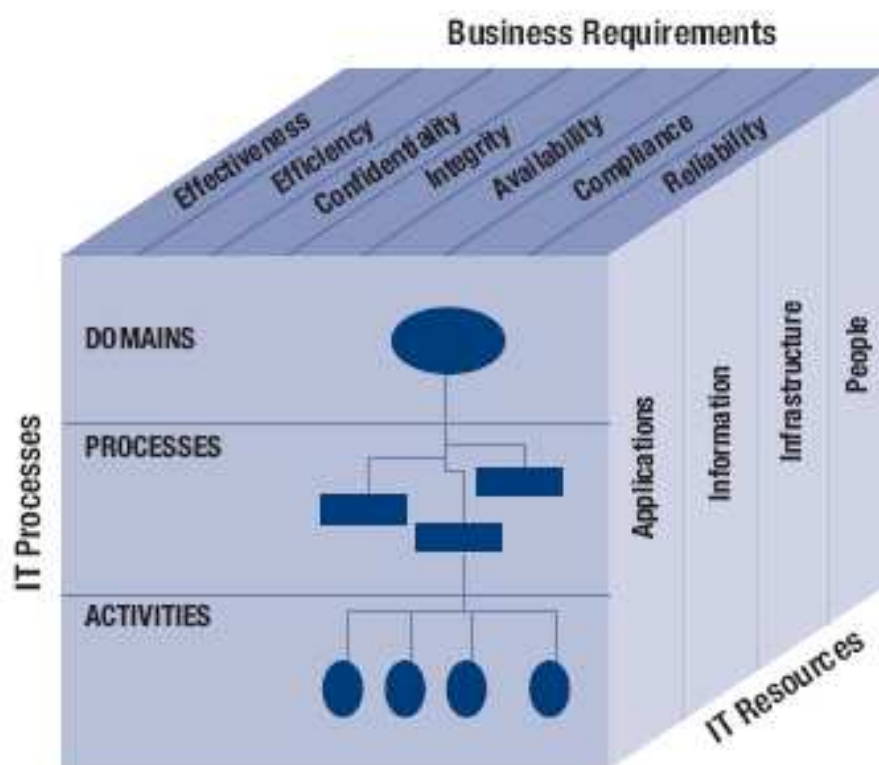 Business Requirements
Effectiveness
Efficiency
Confidentiality
Integrity
Availability
Compliance
Reliability
IT Processes
DOMAINS
PROCESSES
ACTIVITIES
Applications
Information
Infrastructure
People
IT Resources